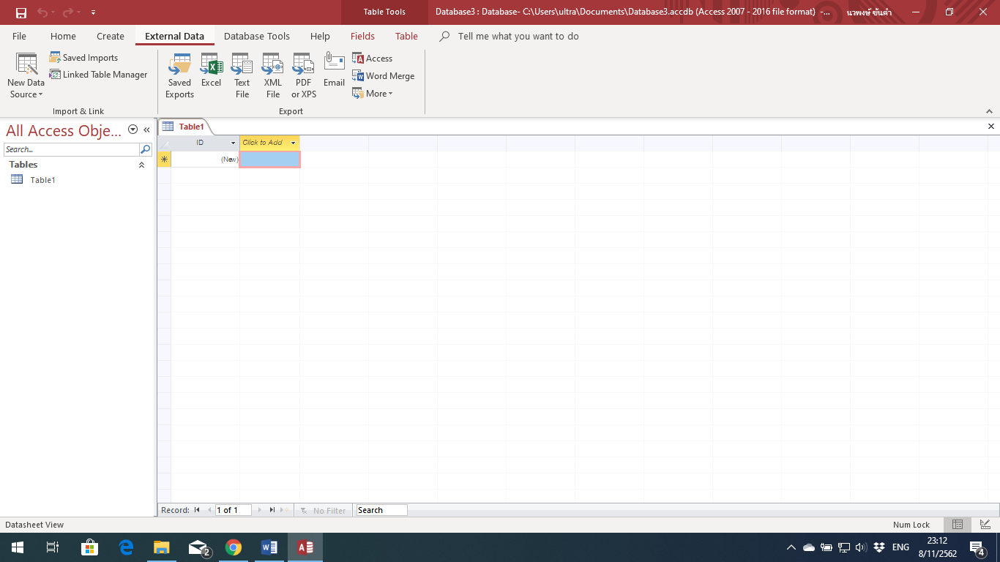 Table Tools
Database3 : Database- C:\Users\ultra\Documents\Database3.accdb (Access 2007 - 2016 file format) -...
นวพงษ์ ซ้นคำ
File Home Create External Data Database Tools Help Fields Table Tell me what you want to do
New Data Source
Saved Imports
Linked Table Manager
Import & Link
Saved Exports
Excel
Text File
XML File
PDF or XPS
Email
Access
Word Merge
More
Export
All Access Obje...
Search...
Tables
Table1
Table1
ID Click to Add
(New)
Record: 1 of 1 No Filter Search
Datasheet View
Num Lock
2
ENG
23:12
8/11/2562
4